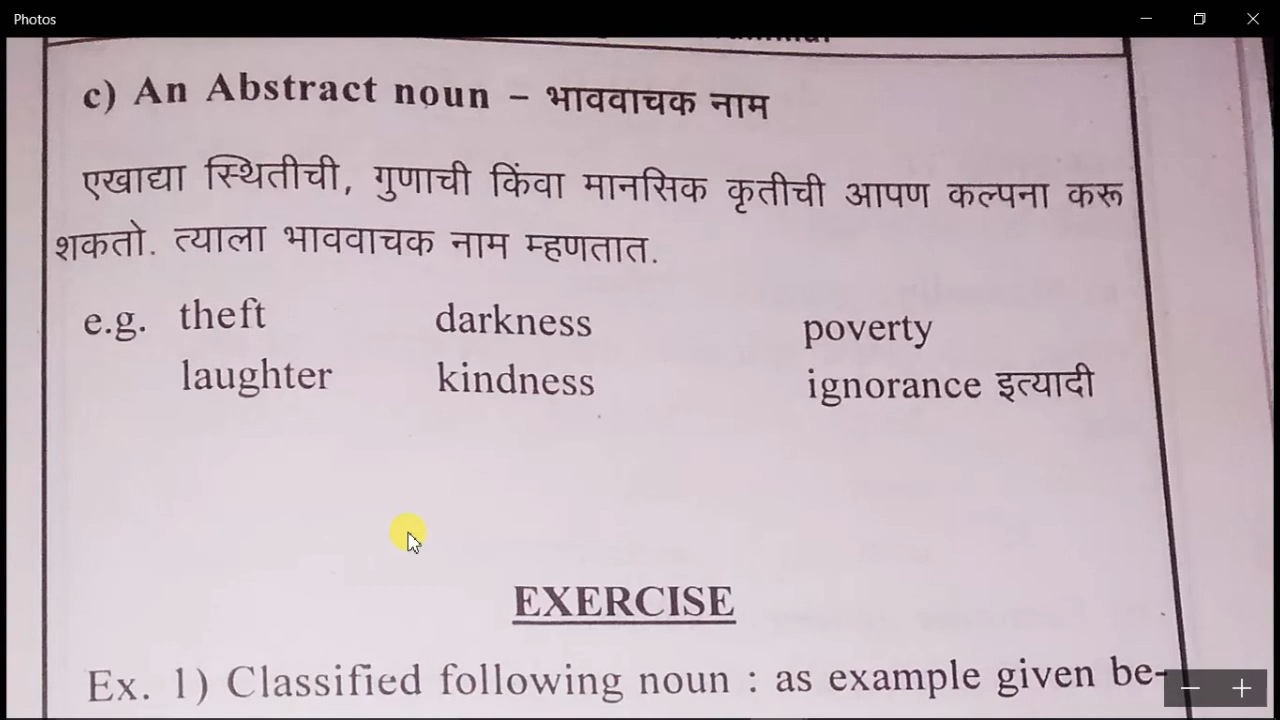 Photos
c) An Abstract noun – भाववाचक नाम
एखाद्या स्थितीची, गुणाची किंवा मानसिक कृतीची आपण कल्पना करू
शकतो. त्याला भाववाचक नाम म्हणतात.
e.g. theft darkness poverty
laughter kindness ignorance इत्यादी
EXERCISE
Ex. 1) Classified following noun : as example given be-